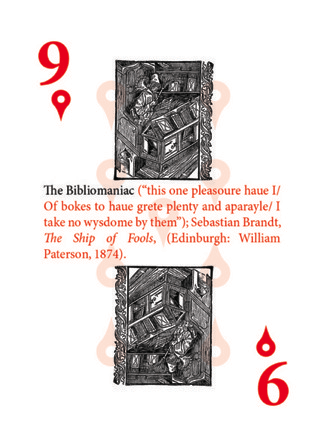 9
The Bibliomaniac (“this one pleasoure haue I/
Of bokes to haue grete plenty and aparayle/ I
take no wysdome by them”); Sebastian Brandt,
The Ship of Fools, (Edinburgh: William
Paterson, 1874).
9